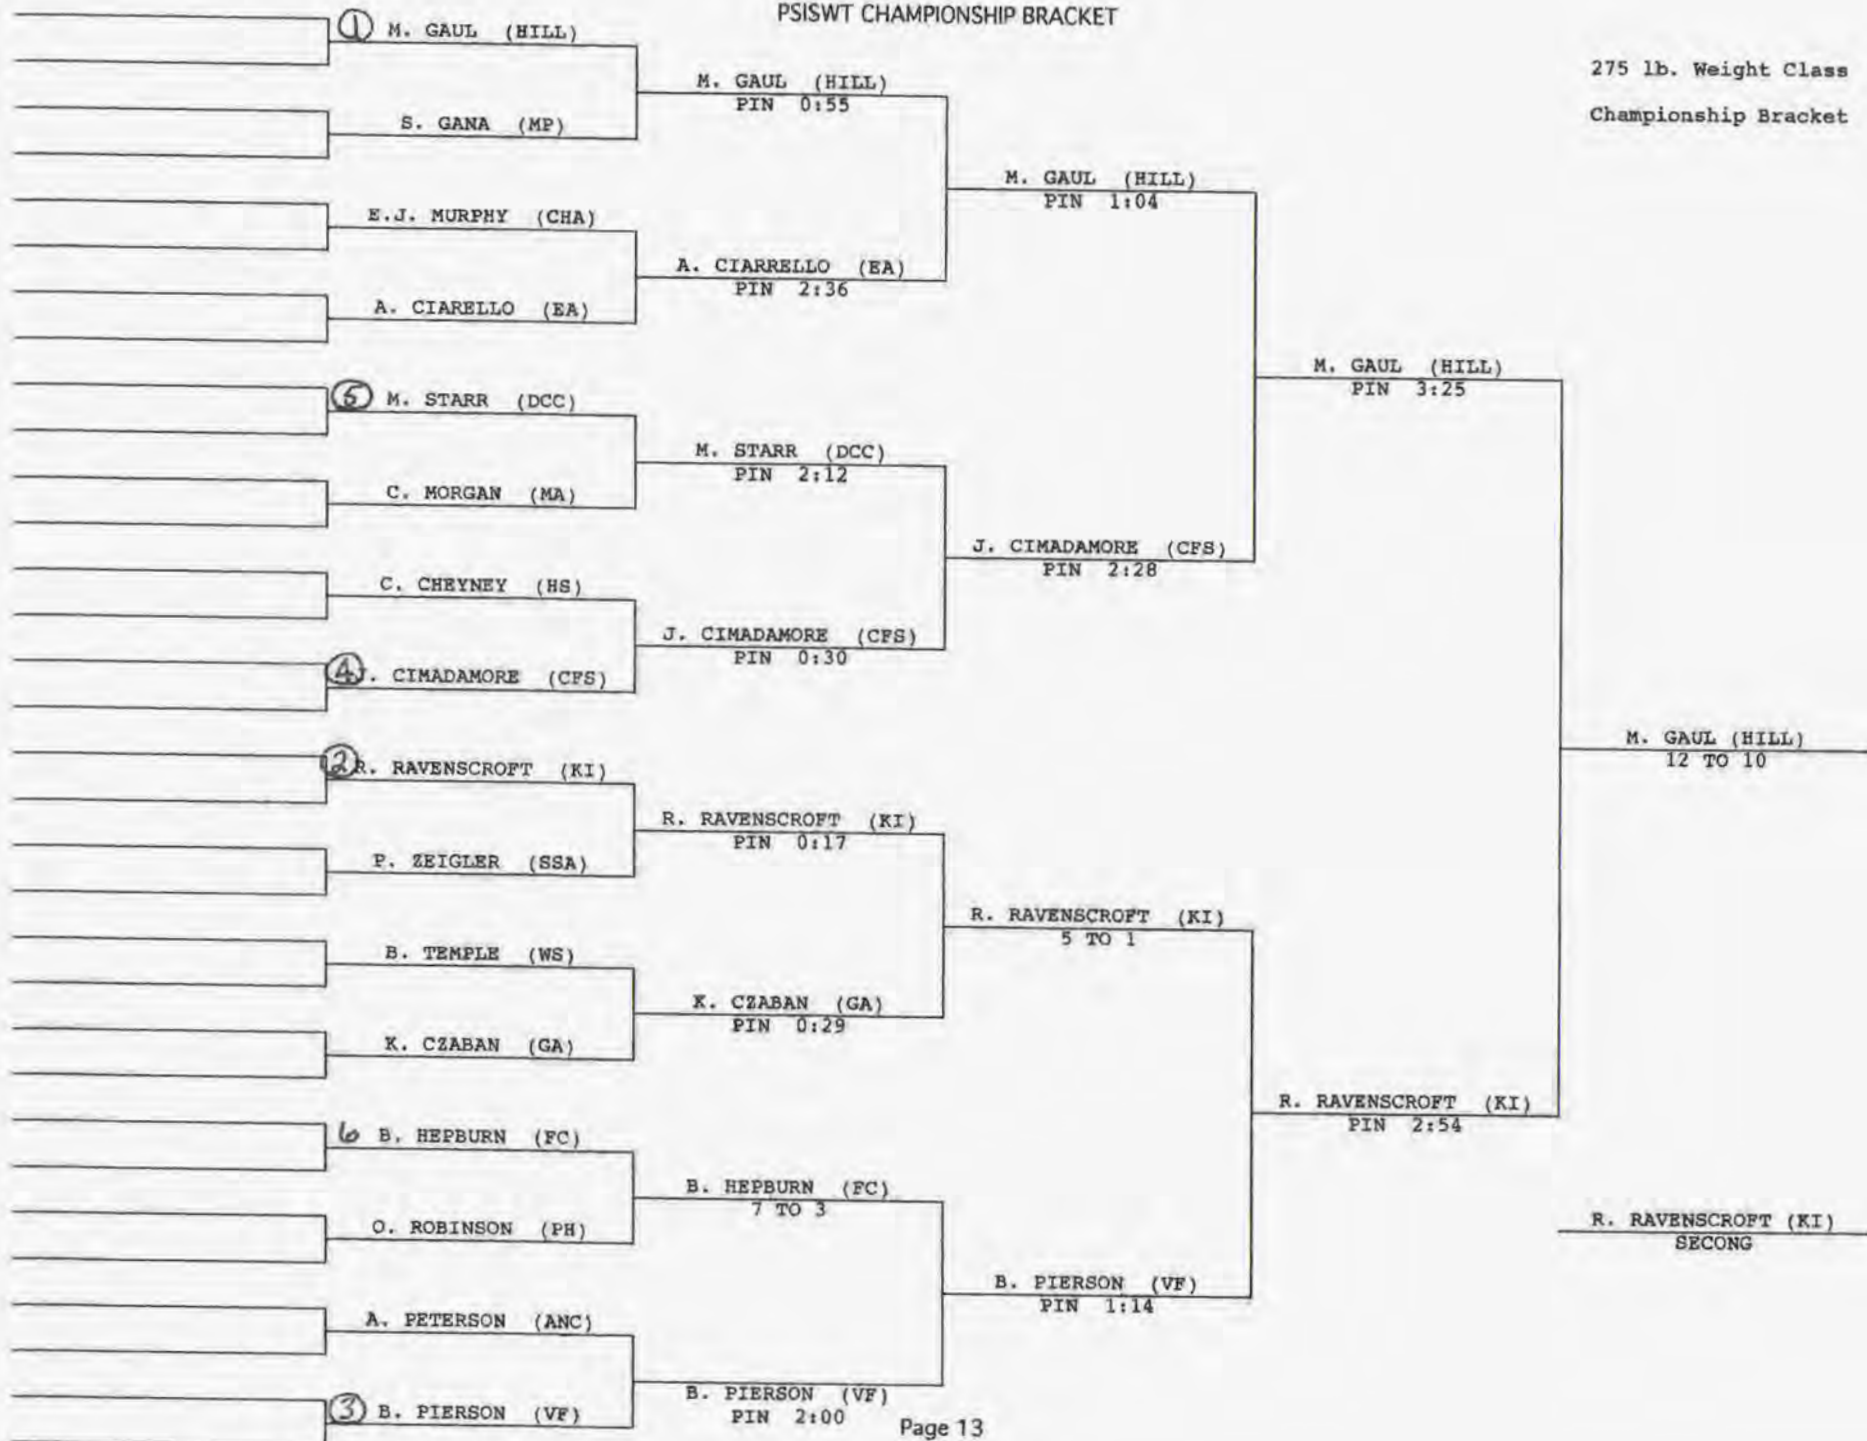 PSISWT CHAMPIONSHIP BRACKET
275 lb. Weight Class
Championship Bracket
1 M. GAUL (HILL)
S. GANA (MP)
E.J. MURPHY (CHA)
A. CIARELLO (EA)
5 M. STARR (DCC)
C. MORGAN (MA)
C. CHEYNEY (HS)
4 J. CIMADAMORE (CFS)
2 R. RAVENSCROFT (KI)
P. ZEIGLER (SSA)
B. TEMPLE (WS)
K. CZABAN (GA)
6 B. HEPBURN (FC)
O. ROBINSON (PH)
A. PETERSON (ANC)
3 B. PIERSON (VF)
M. GAUL (HILL)
PIN 0:55
A. CIARRELLO (EA)
PIN 2:36
M. STARR (DCC)
PIN 2:12
J. CIMADAMORE (CFS)
PIN 0:30
R. RAVENSCROFT (KI)
PIN 0:17
K. CZABAN (GA)
PIN 0:29
B. HEPBURN (FC)
7 TO 3
B. PIERSON (VF)
PIN 2:00
M. GAUL (HILL)
PIN 1:04
J. CIMADAMORE (CFS)
PIN 2:28
R. RAVENSCROFT (KI)
5 TO 1
B. PIERSON (VF)
PIN 1:14
M. GAUL (HILL)
PIN 3:25
R. RAVENSCROFT (KI)
PIN 2:54
M. GAUL (HILL)
12 TO 10
R. RAVENSCROFT (KI)
SECONG
Page 13